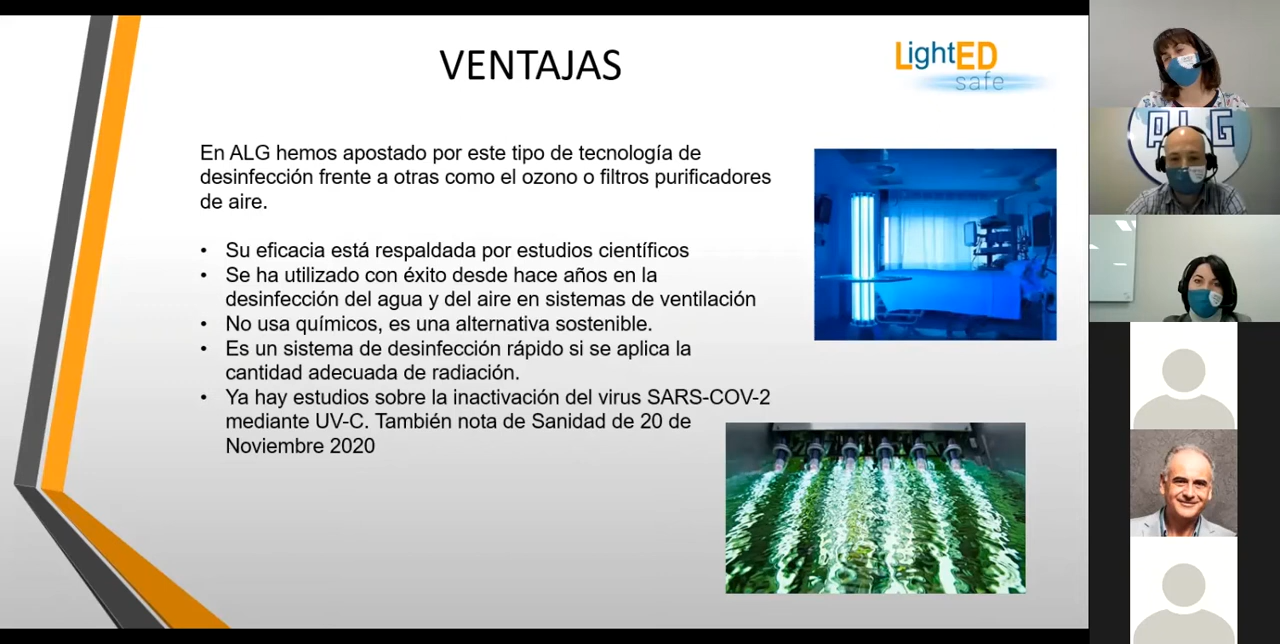 VENTAJAS
LightED
safe
En ALG hemos apostado por este tipo de tecnología de
desinfección frente a otras como el ozono o filtros purificadores
de aire.
• Su eficacia está respaldada por estudios científicos
• Se ha utilizado con éxito desde hace años en la
desinfección del agua y del aire en sistemas de ventilación
• No usa químicos, es una alternativa sostenible.
• Es un sistema de desinfección rápido si se aplica la
cantidad adecuada de radiación.
• Ya hay estudios sobre la inactivación del virus SARS-COV-2
mediante UV-C. También nota de Sanidad de 20 de
Noviembre 2020
ALG